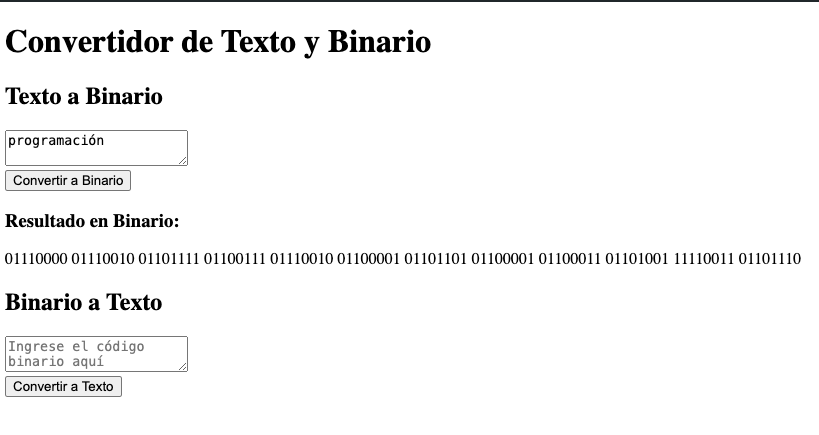 Convertidor de Texto y Binario
Texto a Binario
programación
Convertir a Binario
Resultado en Binario:
01110000 01110010 01101111 01100111 01110010 01100001 01101101 01100001 01100011 01101001 11110011 01101110
Binario a Texto
Ingrese el código
binario aquí
Convertir a Texto